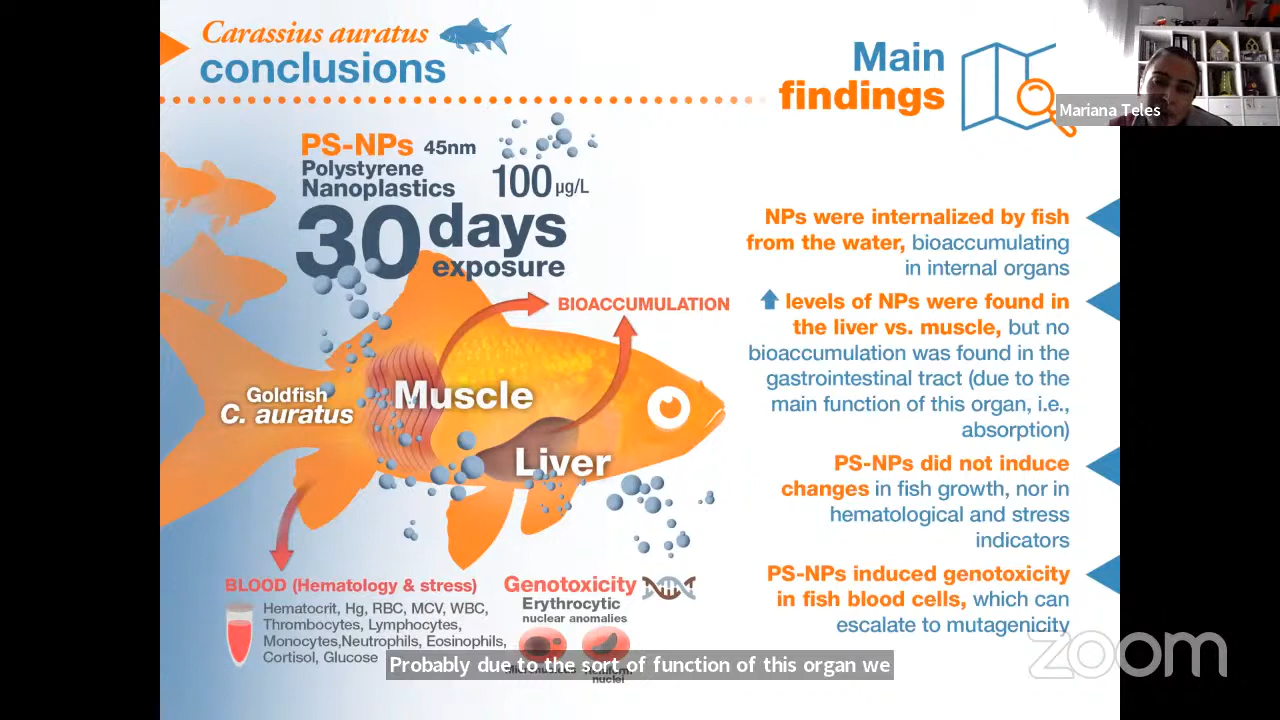 Carassius auratus
conclusions
Main
findings
Mariana Teles
PS-NPs 45nm
Polystyrene
Nanoplastics
100 µg/L
30 days
exposure
BIOACCUMULATION
Goldfish
C. auratus
Muscle
Liver
BLOOD (Hematology & stress)
Hematocrit, Hg, RBC, MCV, WBC,
Thrombocytes, Lymphocytes,
Monocytes,Neutrophils, Eosinophils,
Cortisol, Glucose
Genotoxicity
Erythrocytic
nuclear anomalies
nuclei
NPs were internalized by fish
from the water, bioaccumulating
in internal organs
levels of NPs were found in
the liver vs. muscle, but no
bioaccumulation was found in the
gastrointestinal tract (due to the
main function of this organ, i.e.,
absorption)
PS-NPs did not induce
changes in fish growth, nor in
hematological and stress
indicators
PS-NPs induced genotoxicity
in fish blood cells, which can
escalate to mutagenicity
Probably due to the sort of function of this organ we
zoom